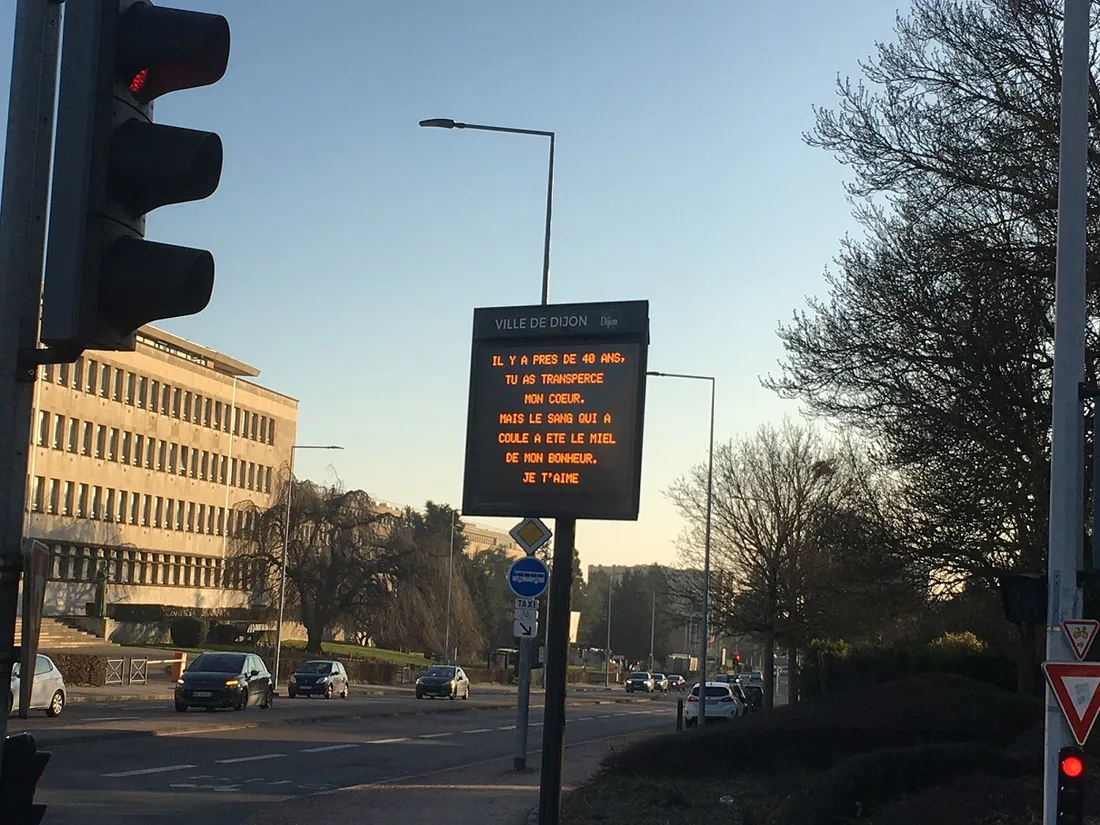 VILLE DE DIJON Dijon
IL Y A PRES DE 40 ANS,
TU AS TRANSPERCE
MON COEUR.
MAIS LE SANG QUI A
COULE A ETE LE MIEL
DE MON BONHEUR.
JE T'AIME
TAXI